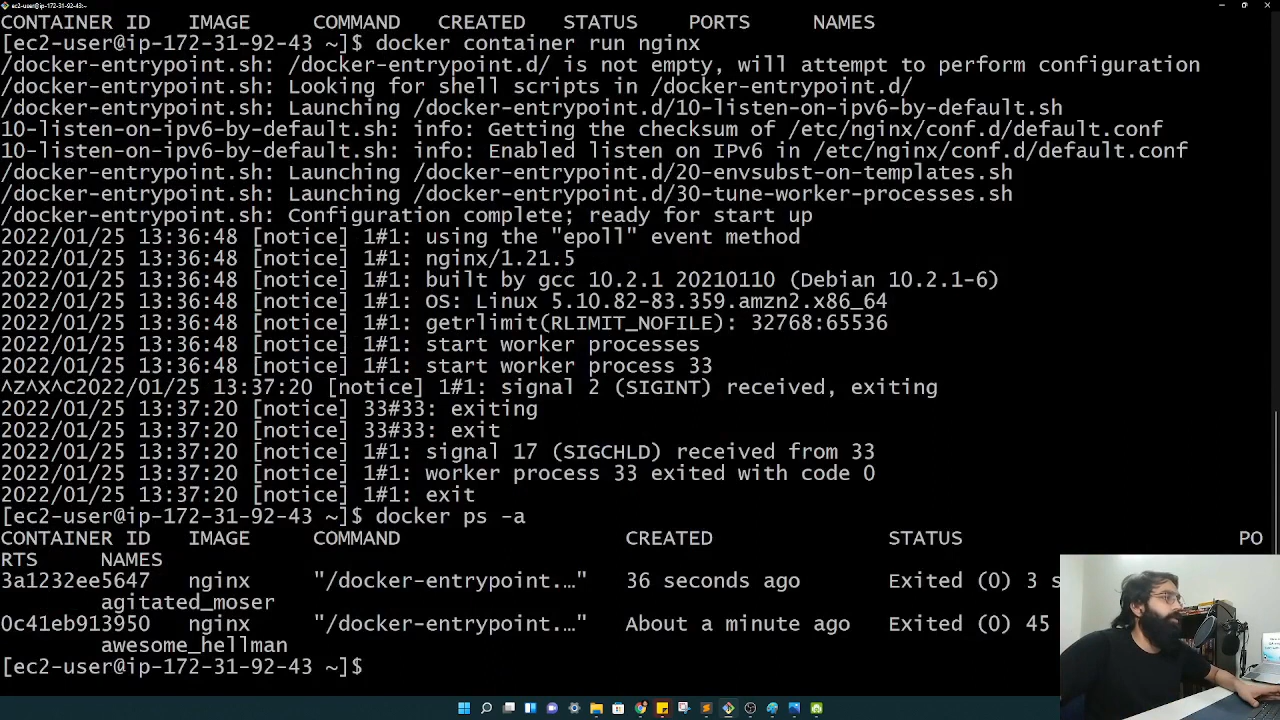 ec2-user@ip-172-31-92-43:~
CONTAINER ID   IMAGE     COMMAND   CREATED   STATUS    PORTS     NAMES
[ec2-user@ip-172-31-92-43 ~]$ docker container run nginx
/docker-entrypoint.sh: /docker-entrypoint.d/ is not empty, will attempt to perform configuration
/docker-entrypoint.sh: Looking for shell scripts in /docker-entrypoint.d/
/docker-entrypoint.sh: Launching /docker-entrypoint.d/10-listen-on-ipv6-by-default.sh
10-listen-on-ipv6-by-default.sh: info: Getting the checksum of /etc/nginx/conf.d/default.conf
10-listen-on-ipv6-by-default.sh: info: Enabled listen on IPv6 in /etc/nginx/conf.d/default.conf
/docker-entrypoint.sh: Launching /docker-entrypoint.d/20-envsubst-on-templates.sh
/docker-entrypoint.sh: Launching /docker-entrypoint.d/30-tune-worker-processes.sh
/docker-entrypoint.sh: Configuration complete; ready for start up
2022/01/25 13:36:48 [notice] 1#1: using the "epoll" event method
2022/01/25 13:36:48 [notice] 1#1: nginx/1.21.5
2022/01/25 13:36:48 [notice] 1#1: built by gcc 10.2.1 20210110 (Debian 10.2.1-6)
2022/01/25 13:36:48 [notice] 1#1: OS: Linux 5.10.82-83.359.amzn2.x86_64
2022/01/25 13:36:48 [notice] 1#1: getrlimit(RLIMIT_NOFILE): 32768:65536
2022/01/25 13:36:48 [notice] 1#1: start worker processes
2022/01/25 13:36:48 [notice] 1#1: start worker process 33
^Z^X^C2022/01/25 13:37:20 [notice] 1#1: signal 2 (SIGINT) received, exiting
2022/01/25 13:37:20 [notice] 33#33: exiting
2022/01/25 13:37:20 [notice] 33#33: exit
2022/01/25 13:37:20 [notice] 1#1: signal 17 (SIGCHLD) received from 33
2022/01/25 13:37:20 [notice] 1#1: worker process 33 exited with code 0
2022/01/25 13:37:20 [notice] 1#1: exit
[ec2-user@ip-172-31-92-43 ~]$ docker ps -a
CONTAINER ID   IMAGE     COMMAND                  CREATED              STATUS                      PO
RTS     NAMES
3a1232ee5647   nginx     "/docker-entrypoint.…"   36 seconds ago       Exited (0) 3 s
        agitated_moser
0c41eb913950   nginx     "/docker-entrypoint.…"   About a minute ago   Exited (0) 45
        awesome_hellman
[ec2-user@ip-172-31-92-43 ~]$